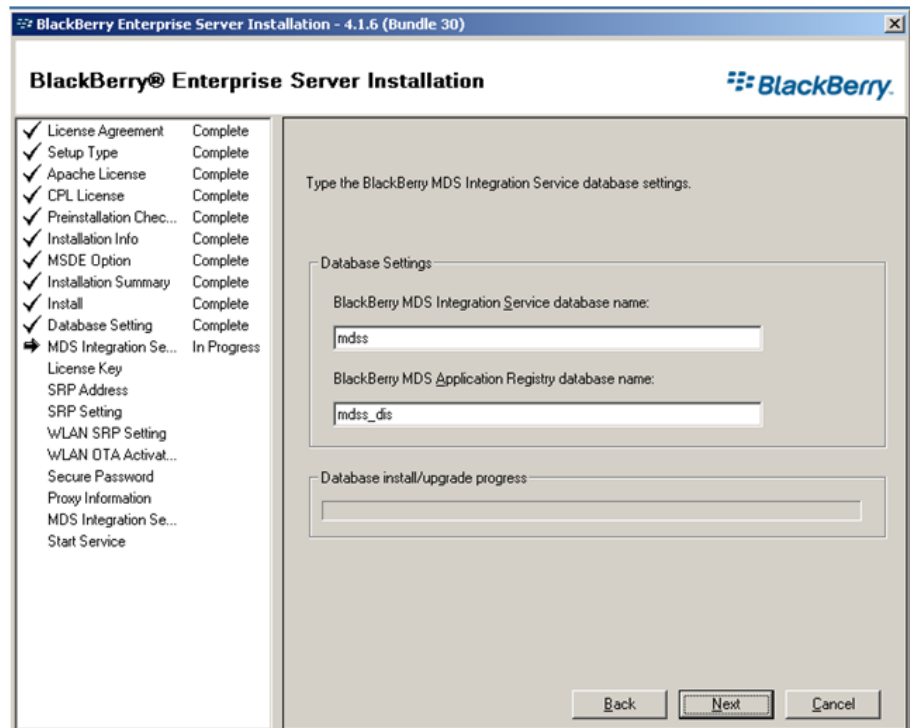 BlackBerry Enterprise Server Installation - 4.1.6 (Bundle 30)
BlackBerry® Enterprise Server Installation
BlackBerry.
License Agreement Complete
Setup Type Complete
Apache License Complete
CPL License Complete
Preinstallation Chec... Complete
Installation Info Complete
MSDE Option Complete
Installation Summary Complete
Install Complete
Database Setting Complete
MDS Integration Se... In Progress
License Key
SRP Address
SRP Setting
WLAN SRP Setting
WLAN OTA Activat...
Secure Password
Proxy Information
MDS Integration Se...
Start Service
Type the BlackBerry MDS Integration Service database settings.
Database Settings
BlackBerry MDS Integration Service database name:
mdss
BlackBerry MDS Application Registry database name:
mdss_dis
Database install/upgrade progress
Back
Next
Cancel